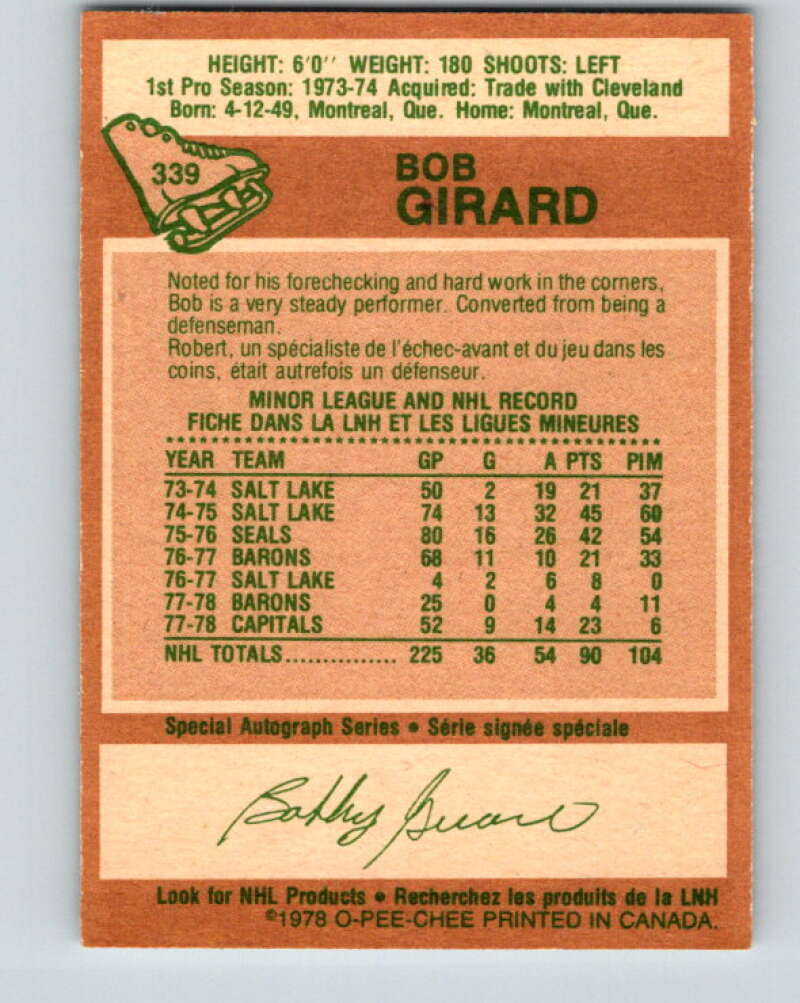 HEIGHT: 6'0'' WEIGHT: 180 SHOOTS: LEFT
1st Pro Season: 1973-74 Acquired: Trade with Cleveland
Born: 4-12-49, Montreal, Que. Home: Montreal, Que.
339
BOB
GIRARD
Noted for his forechecking and hard work in the corners,
Bob is a very steady performer. Converted from being a
defenseman.
Robert, un spécialiste de l'échec-avant et du jeu dans les
coins, était autrefois un défenseur.
MINOR LEAGUE AND NHL RECORD
FICHE DANS LA LNH ET LES LIGUES MINEURES
YEAR TEAM GP G A PTS PIM
73-74 SALT LAKE 50 2 19 21 37
74-75 SALT LAKE 74 13 32 45 60
75-76 SEALS 80 16 26 42 54
76-77 BARONS 68 11 10 21 33
76-77 SALT LAKE 4 2 6 8 0
77-78 BARONS 25 0 4 4 11
77-78 CAPITALS 52 9 14 23 6
NHL TOTALS............... 225 36 54 90 104
Special Autograph Series • Série signée spéciale
Bobby Girard
Look for NHL Products • Recherchez les produits de la LNH
©1978 O-PEE-CHEE PRINTED IN CANADA.